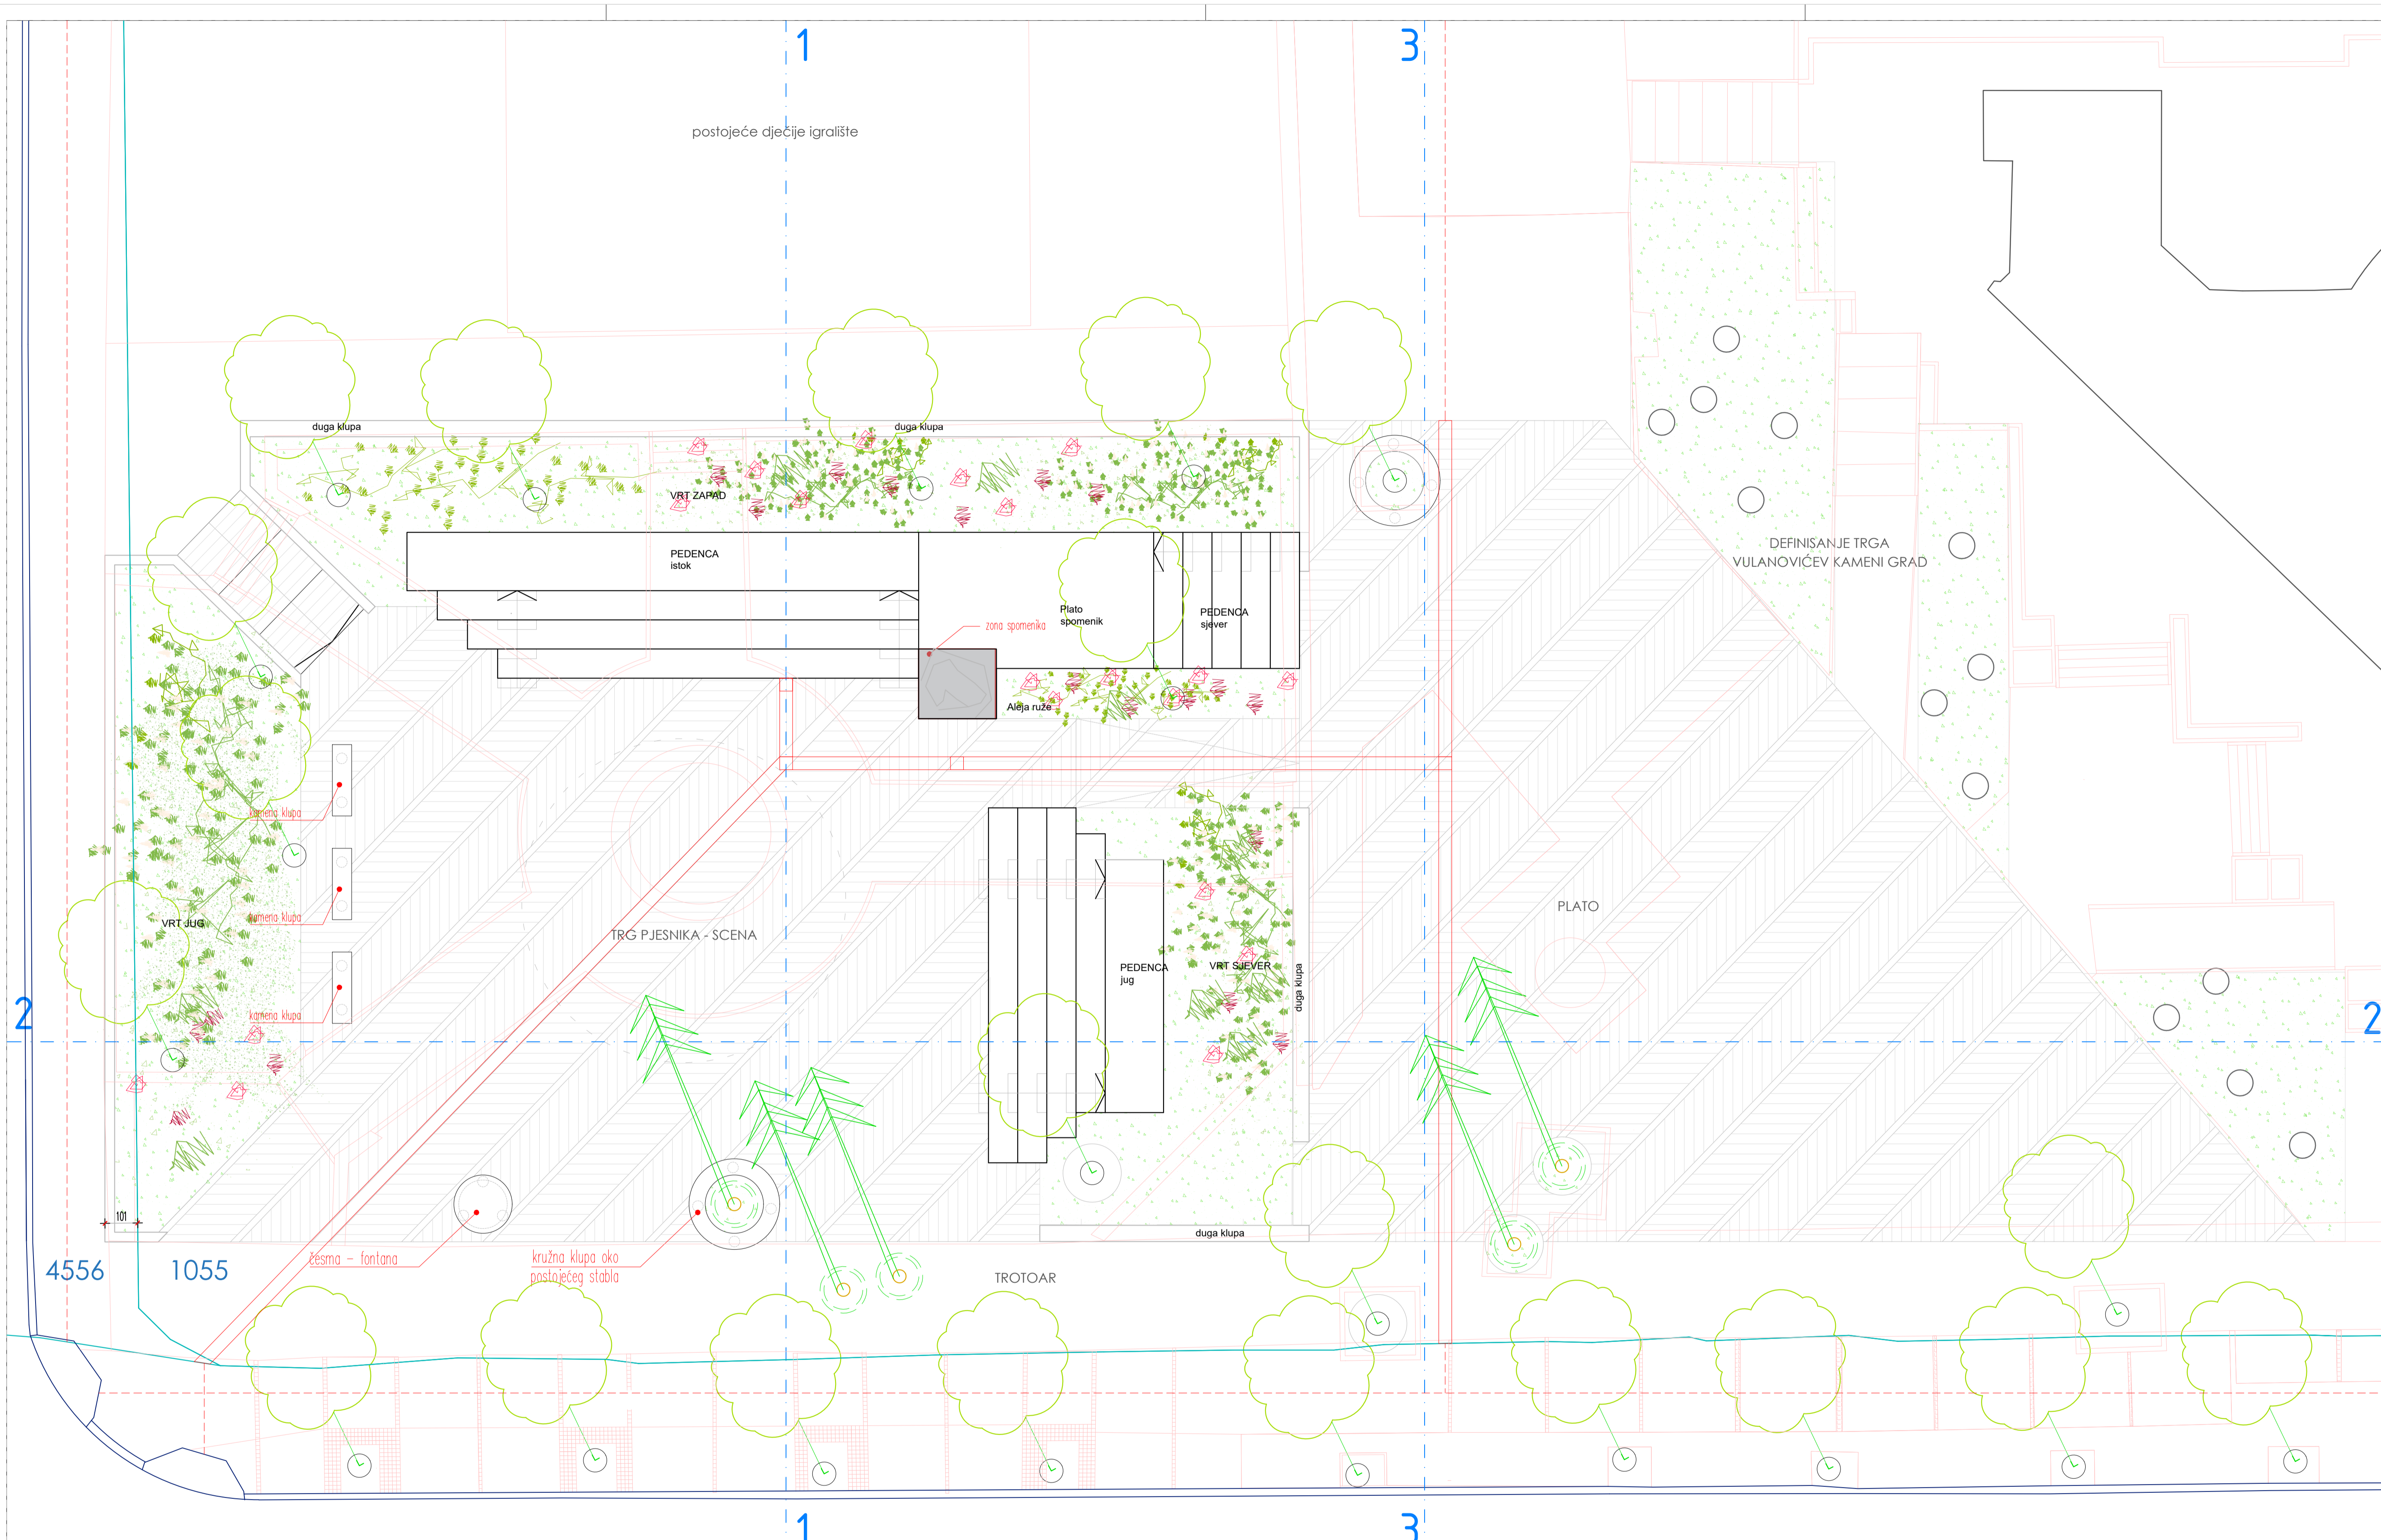 1
3
postojeće dječije igralište
duga klupa
duga klupa
VRT ZAPAD
PEDENCA
istok
DEFINISANJE TRGA
VULANOVIĆEV KAMENI GRAD
Plato
spomenik
PEDENCA
sjever
zona spomenika
Aleja ruže
kamena klupa
kamena klupa
VRT JUG
TRG PJESNIKA - SCENA
PLATO
PEDENCA
jug
VRT SJEVER
duga klupa
kamena klupa
2
2
101
duga klupa
4556
1055
česma - fontana
kružna klupa oko
postojećeg stabla
TROTOAR
1
3